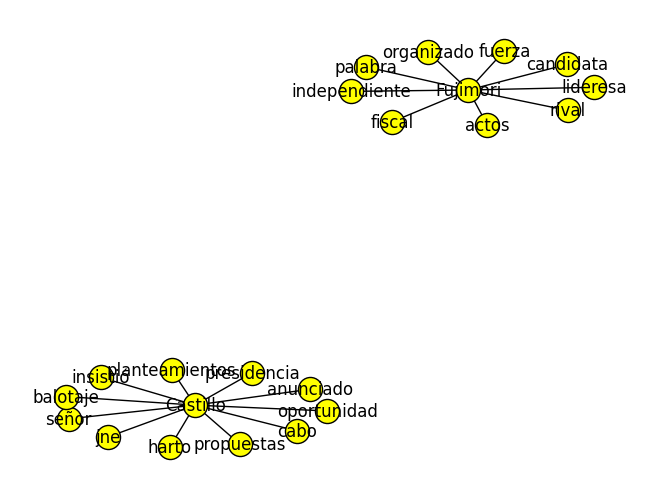 organizado
fuerza
palabra
candidata
independiente
Fujimori
lideresa
rival
fiscal
actos
planteamientos
presidencia
insistió
anunciado
balotaje
Castillo
oportunidad
señor
cabo
jne
harto
propuestas